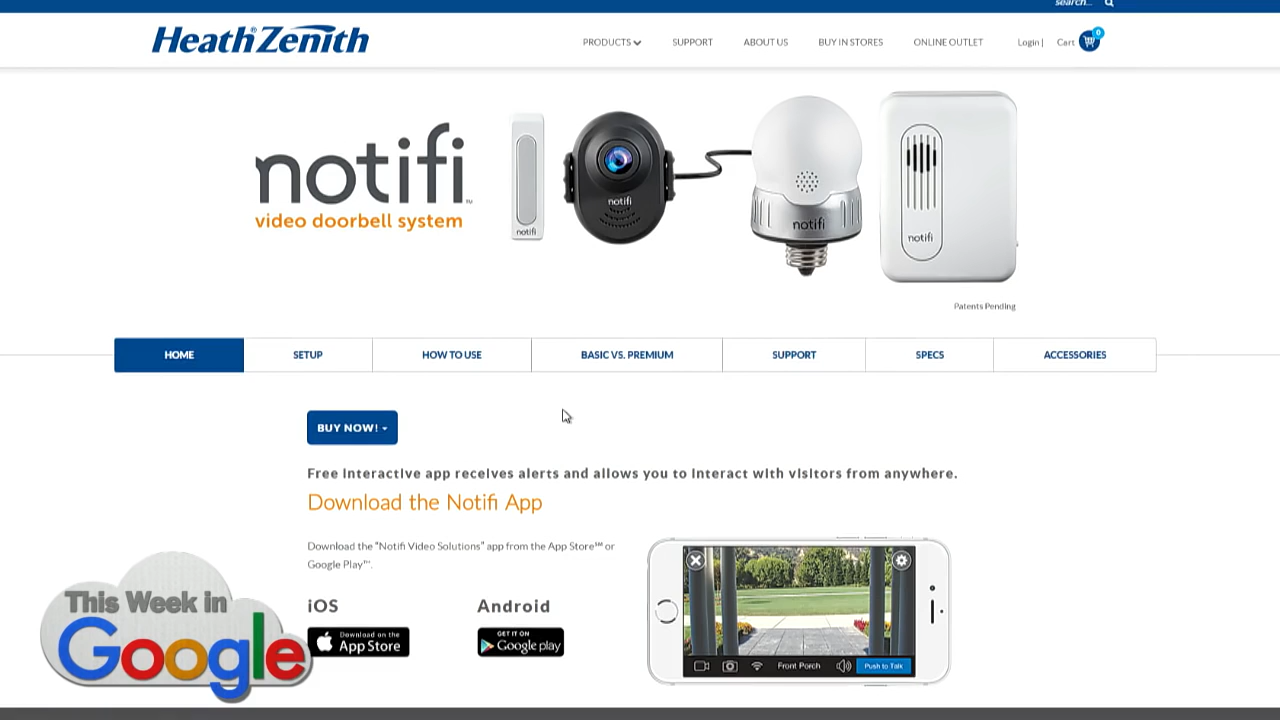 search...
Heath®Zenith
PRODUCTS
SUPPORT
ABOUT US
BUY IN STORES
ONLINE OUTLET
Login |
Cart
0
notifi™
video doorbell system
notifi
notifi
notifi
notifi
Patents Pending
HOME
SETUP
HOW TO USE
BASIC VS. PREMIUM
SUPPORT
SPECS
ACCESSORIES
BUY NOW!
Free interactive app receives alerts and allows you to interact with visitors from anywhere.
Download the Notifi App
Download the "Notifi Video Solutions" app from the App Store℠ or
Google Play™.
iOS
Android
Download on the
App Store
GET IT ON
Google play
Front Porch
Push to Talk
This Week in
Google